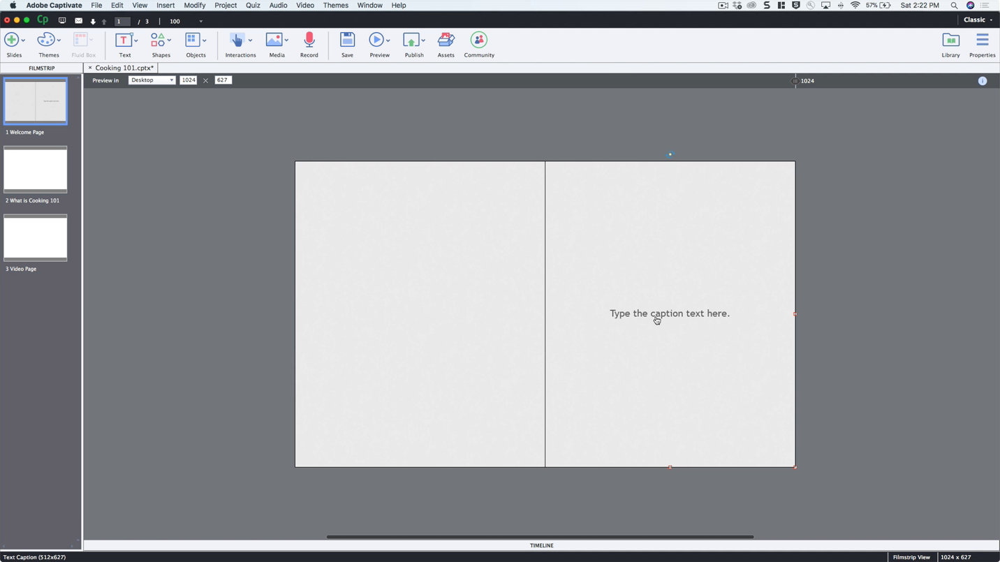 Adobe Captivate File Edit View Insert Modify Project Quiz Audio Video Themes Window Help 57% Sat 2:22 PM
Cp 1 / 3 100 Classic
Slides Themes Fluid Box Text Shapes Objects Interactions Media Record Save Preview Publish Assets Community Library Properties
FILMSTRIP × Cooking 101.cptx*
Preview in Desktop 1024 × 627 1024
1 Welcome Page
2 What is Cooking 101
3 Video Page
Type the caption text here.
TIMELINE
Text Caption (512x627) Filmstrip View 1024 x 627